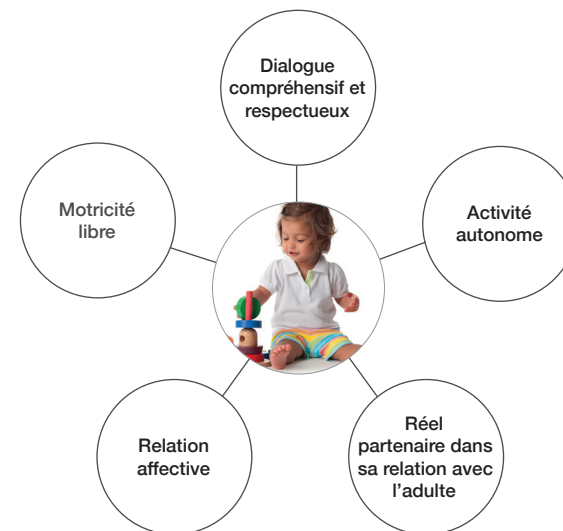 Dialogue
compréhensif et
respectueux
Motricité
libre
Activité
autonome
Relation
affective
Réel
partenaire dans
sa relation avec
l’adulte